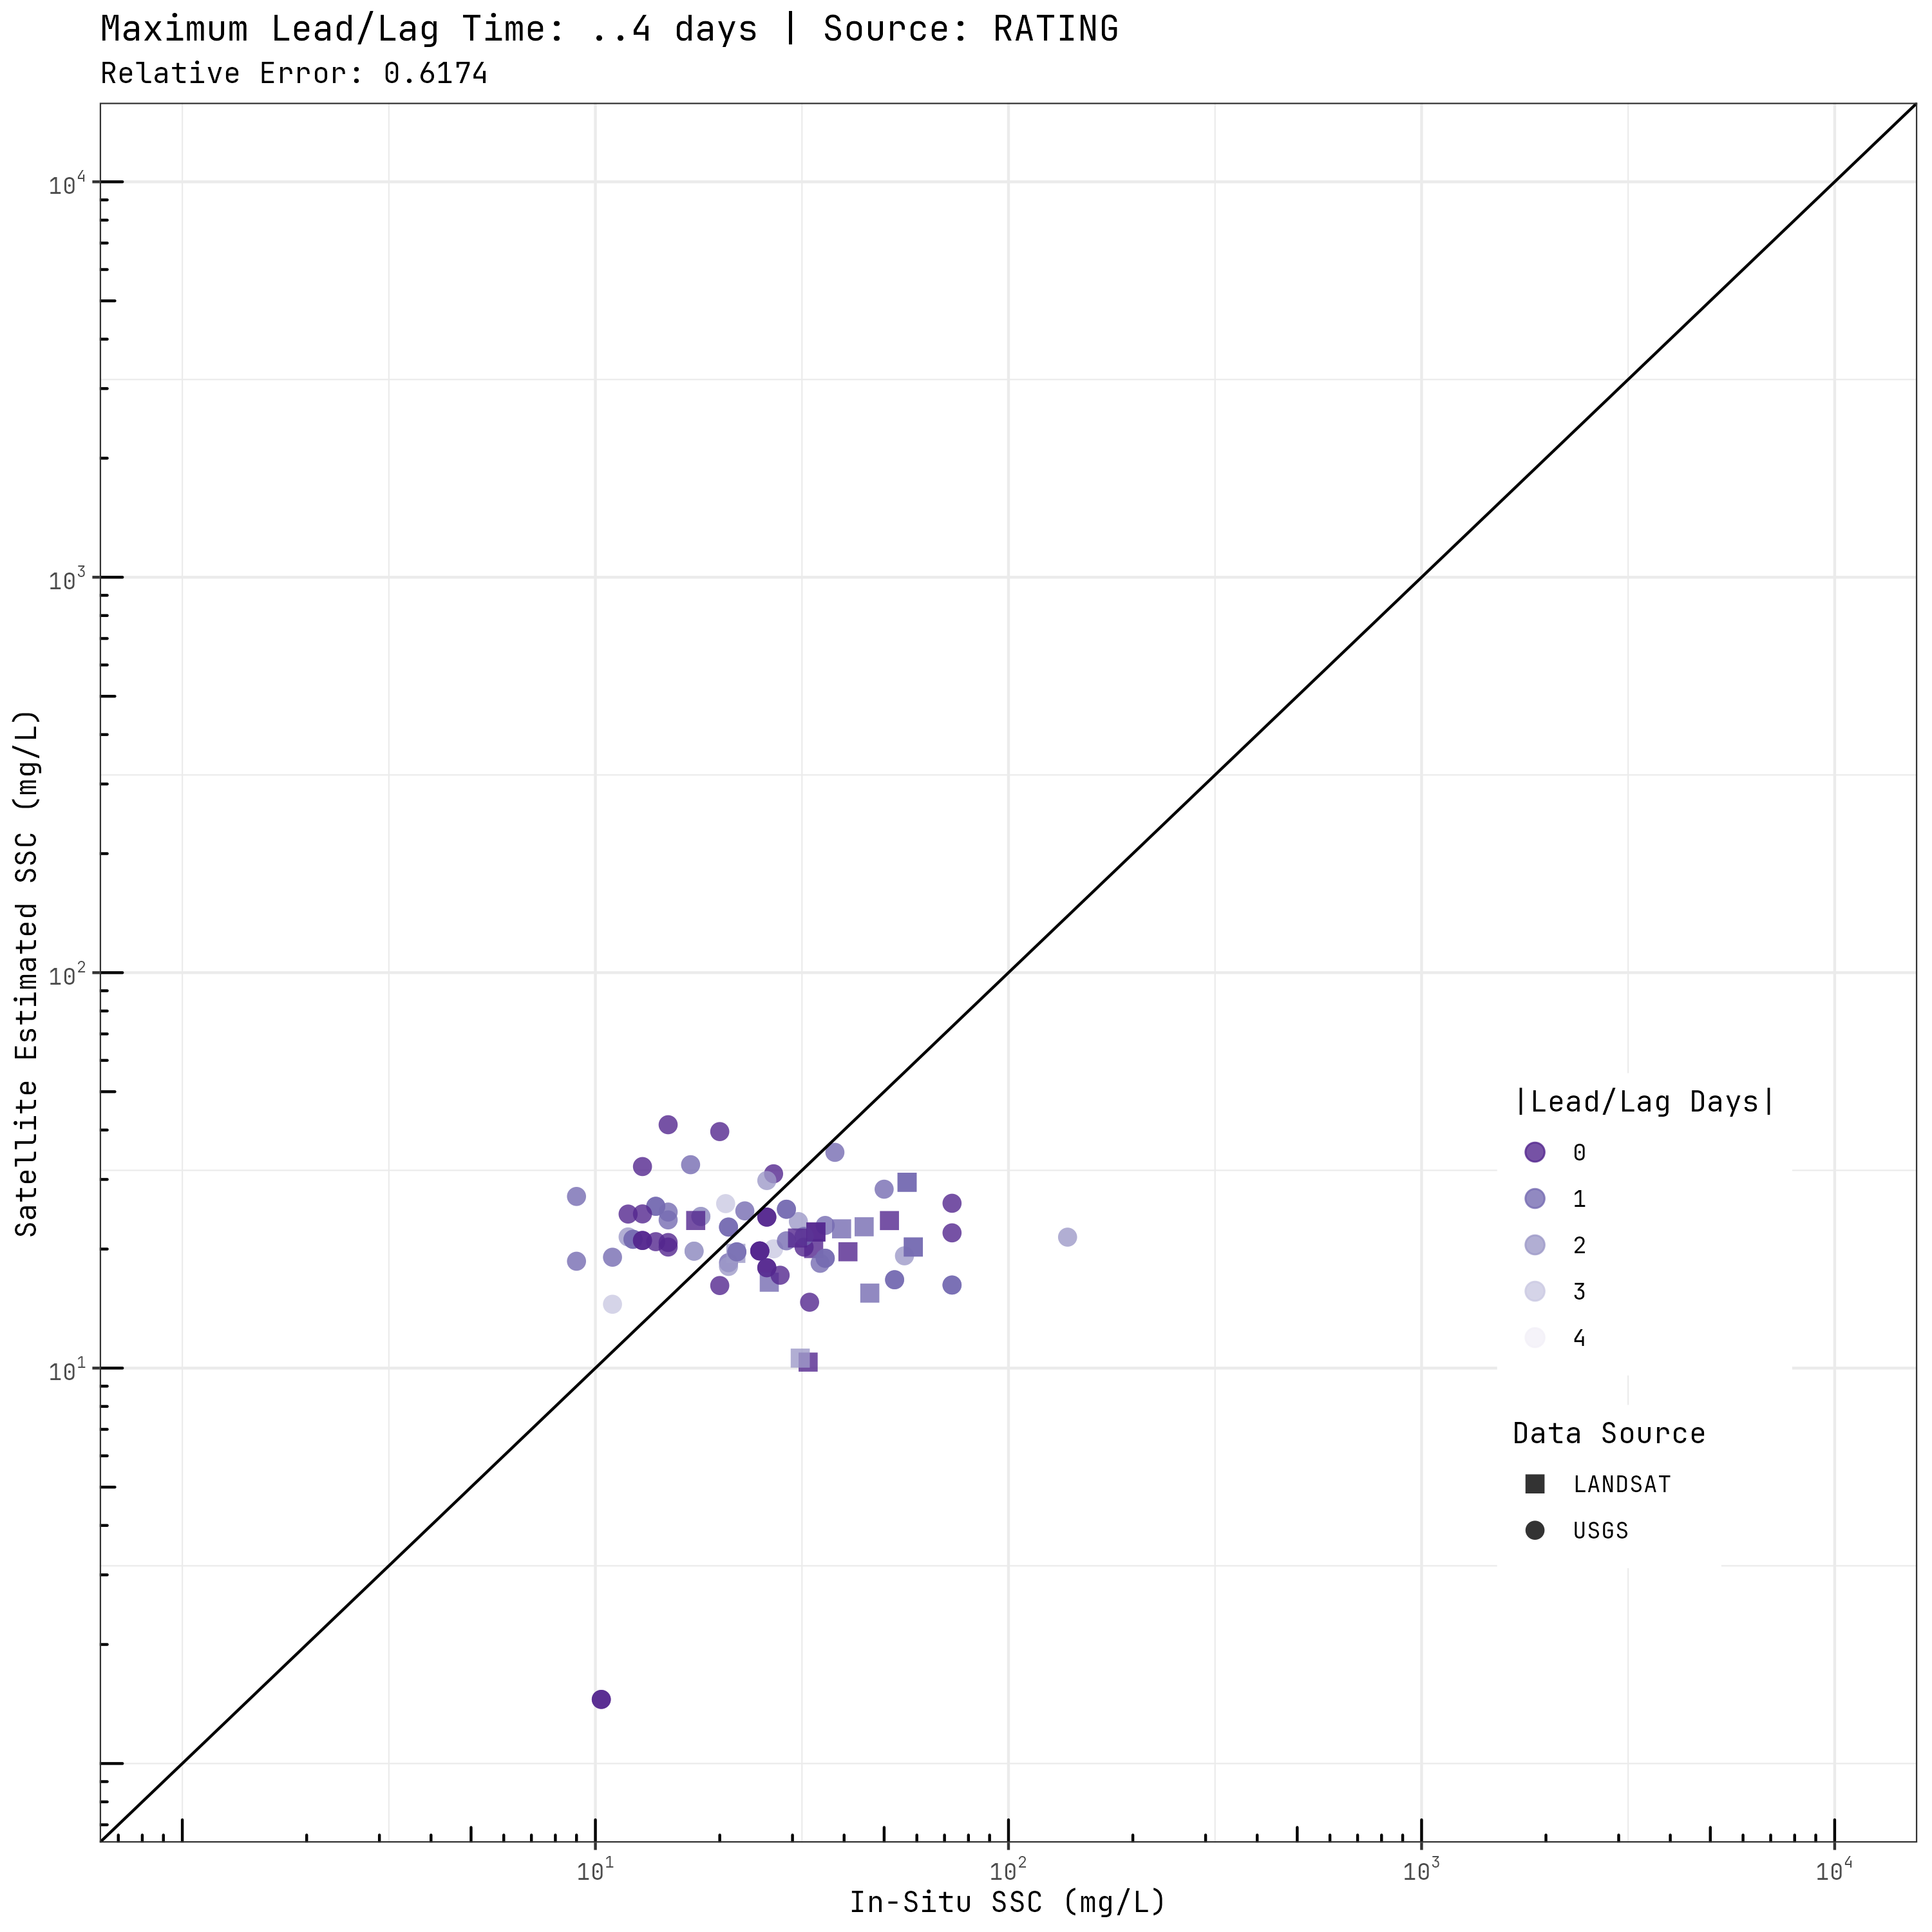 Maximum Lead/Lag Time: ..4 days | Source: RATING
Relative Error: 0.6174
10⁴
10³
10²
10¹
Satellite Estimated SSC (mg/L)
|Lead/Lag Days|
0
1
2
3
4
Data Source
LANDSAT
USGS
10¹ 10² 10³ 10⁴
In-Situ SSC (mg/L)